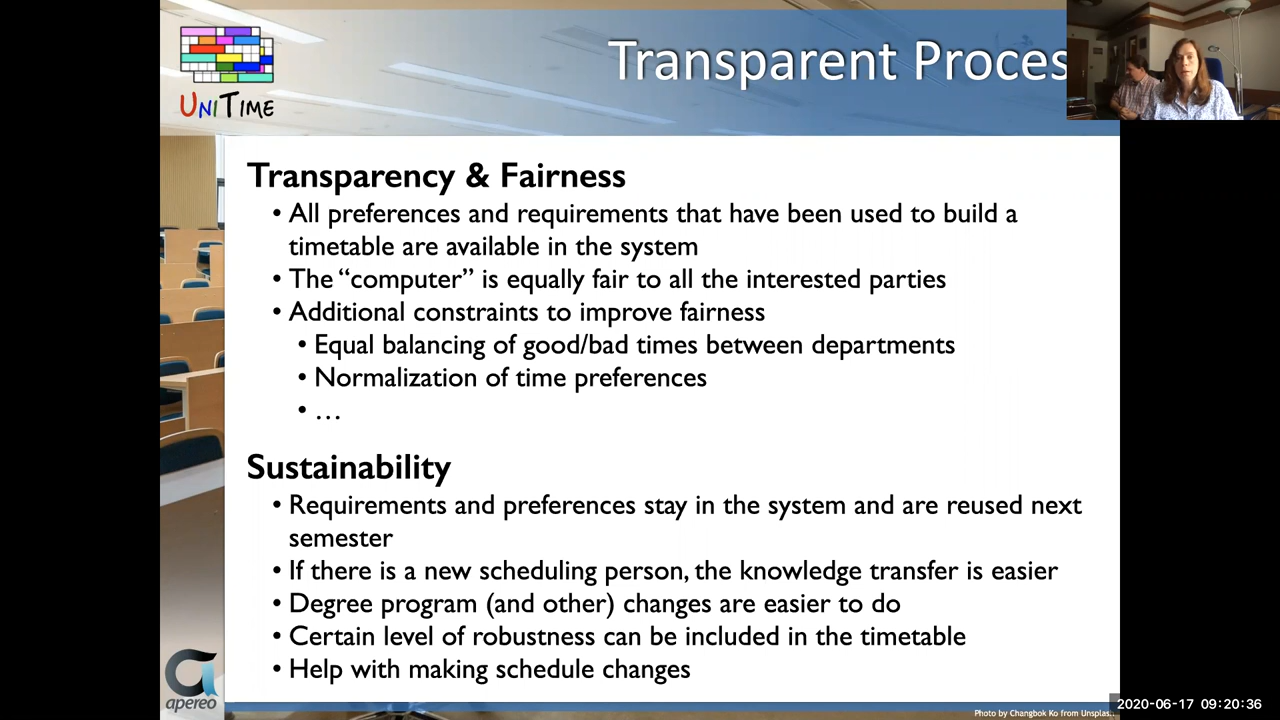 UNITIME
Transparent Proces
Transparency & Fairness
• All preferences and requirements that have been used to build a
timetable are available in the system
• The “computer” is equally fair to all the interested parties
• Additional constraints to improve fairness
• Equal balancing of good/bad times between departments
• Normalization of time preferences
• …
Sustainability
• Requirements and preferences stay in the system and are reused next
semester
• If there is a new scheduling person, the knowledge transfer is easier
• Degree program (and other) changes are easier to do
• Certain level of robustness can be included in the timetable
• Help with making schedule changes
apereo
2020-06-17 09:20:36
Photo by Changbok Ko from Unsplash